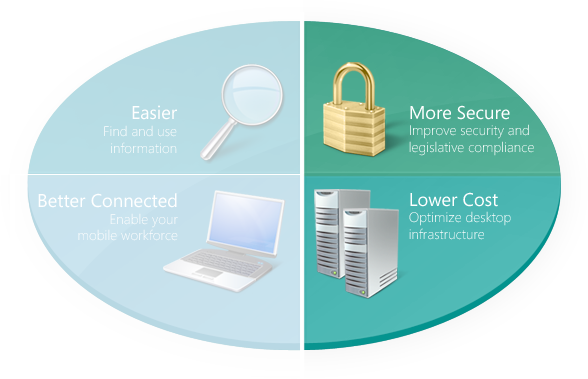 Easier
Find and use
information
More Secure
Improve security and
legislative compliance
Better Connected
Enable your
mobile workforce
Lower Cost
Optimize desktop
infrastructure